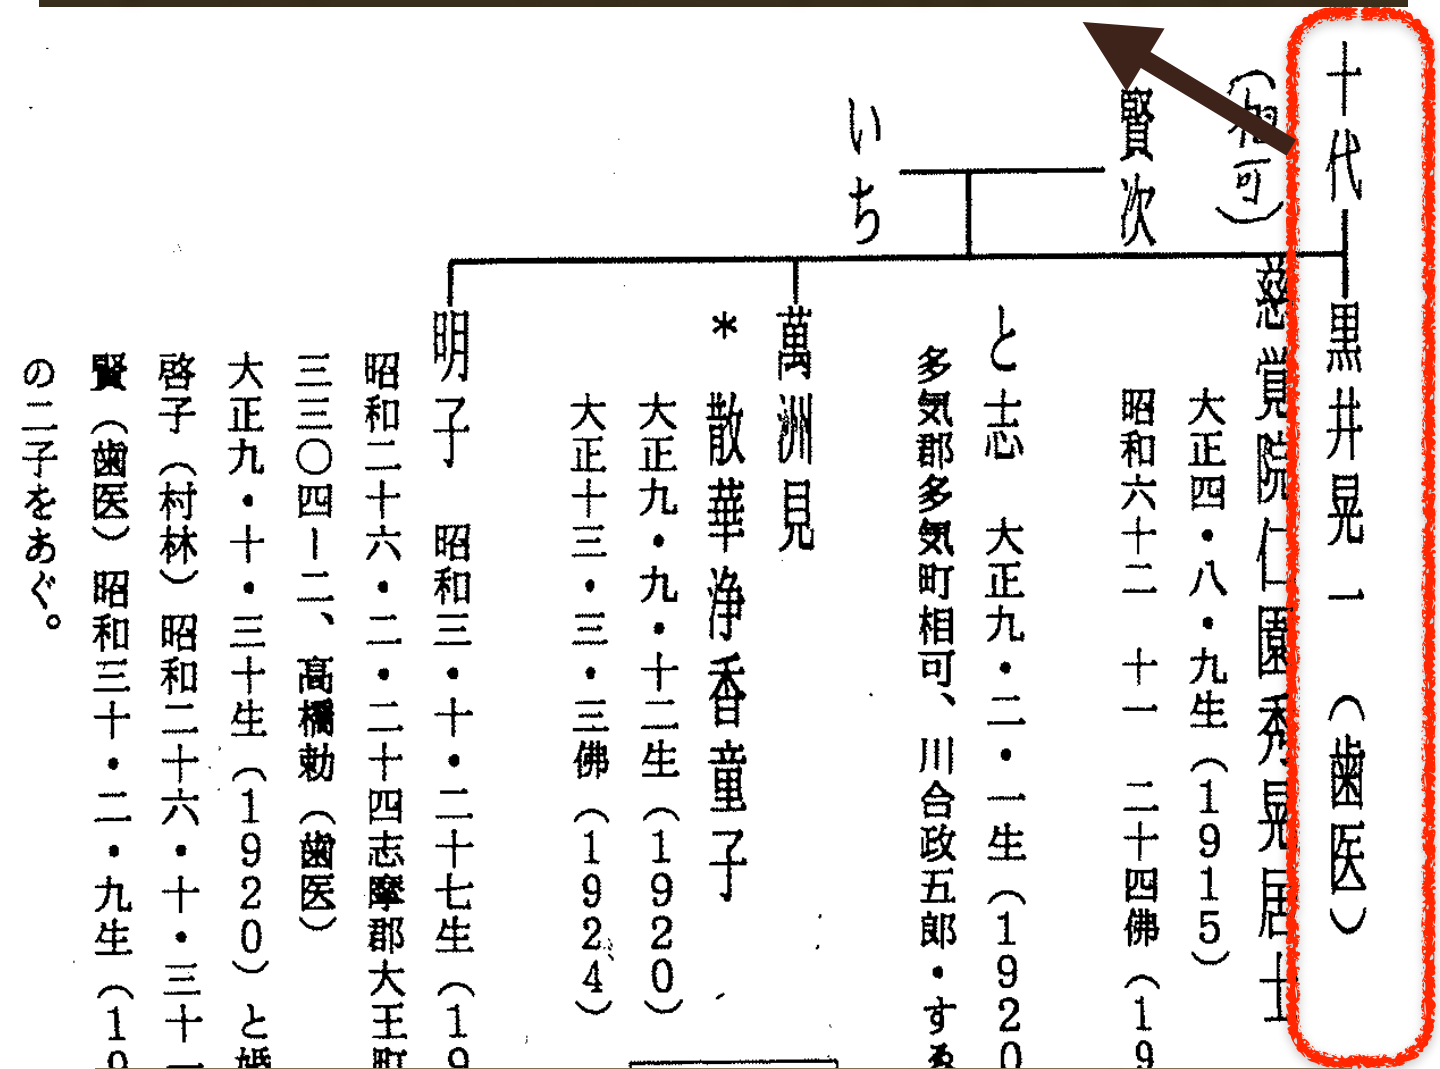 十代
黒井晃一 (歯医)
慈覚院仁園秀晃居士
大正四・八・九生(1915)
昭和六十二 十一 二十四佛(19
(相可)
賢次
いち
と志 大正九・二・一生(1920
多気郡多気町相可、川合政五郎・する
萬洲見
*散華浄香童子
大正九・九・十二生(1920)
大正十三・三・三佛(1924)
明子 昭和三・十・二十七生(19
昭和二十六・二・二十四志摩郡大王町
三三〇四ー二、髙橋勅(歯医)
大正九・十・三十生(1920)と婚
啓子(村林)昭和二十六・十・三十一
賢(歯医)昭和三十・二・九生(19
の二子をあぐ。